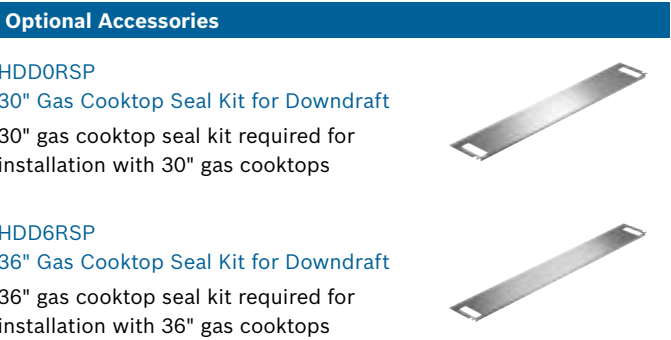 Optional Accessories
HDD0RSP
30" Gas Cooktop Seal Kit for Downdraft
30" gas cooktop seal kit required for
installation with 30" gas cooktops
HDD6RSP
36" Gas Cooktop Seal Kit for Downdraft
36" gas cooktop seal kit required for
installation with 36" gas cooktops